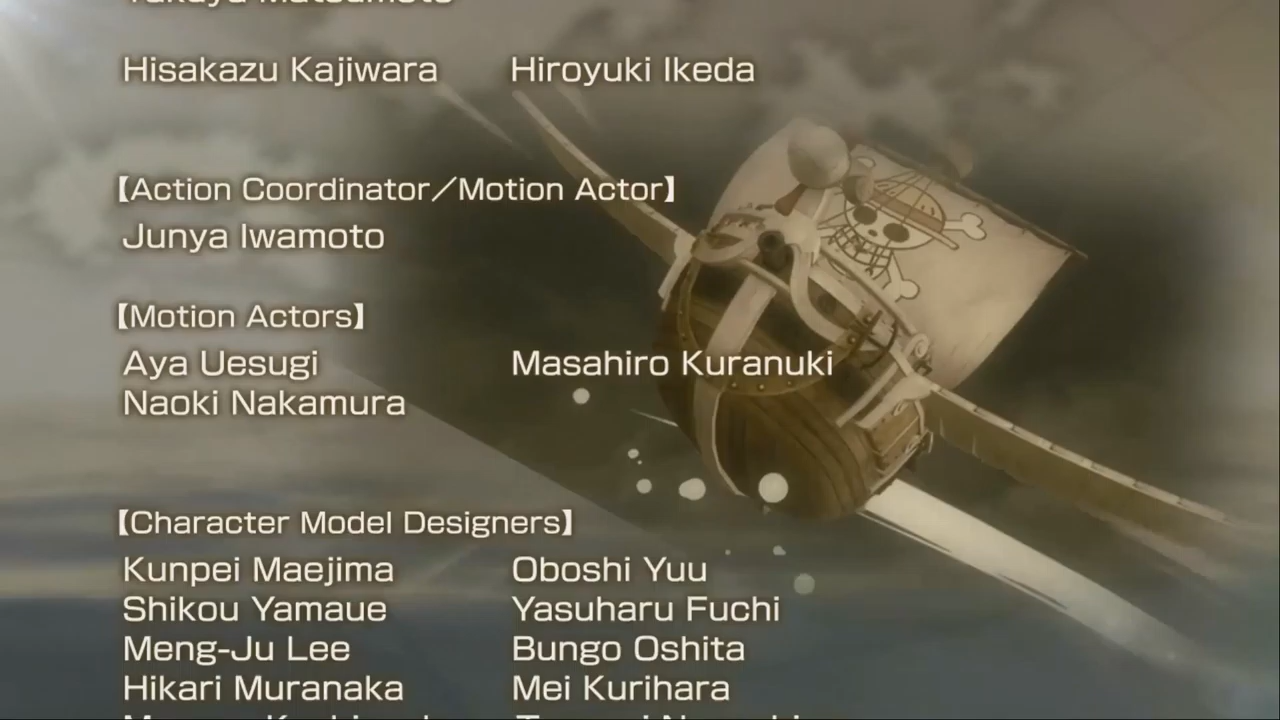 Hisakazu Kajiwara Hiroyuki Ikeda
【Action Coordinator／Motion Actor】
Junya Iwamoto
【Motion Actors】
Aya Uesugi Masahiro Kuranuki
Naoki Nakamura
【Character Model Designers】
Kunpei Maejima Oboshi Yuu
Shikou Yamaue Yasuharu Fuchi
Meng-Ju Lee Bungo Oshita
Hikari Muranaka Mei Kurihara